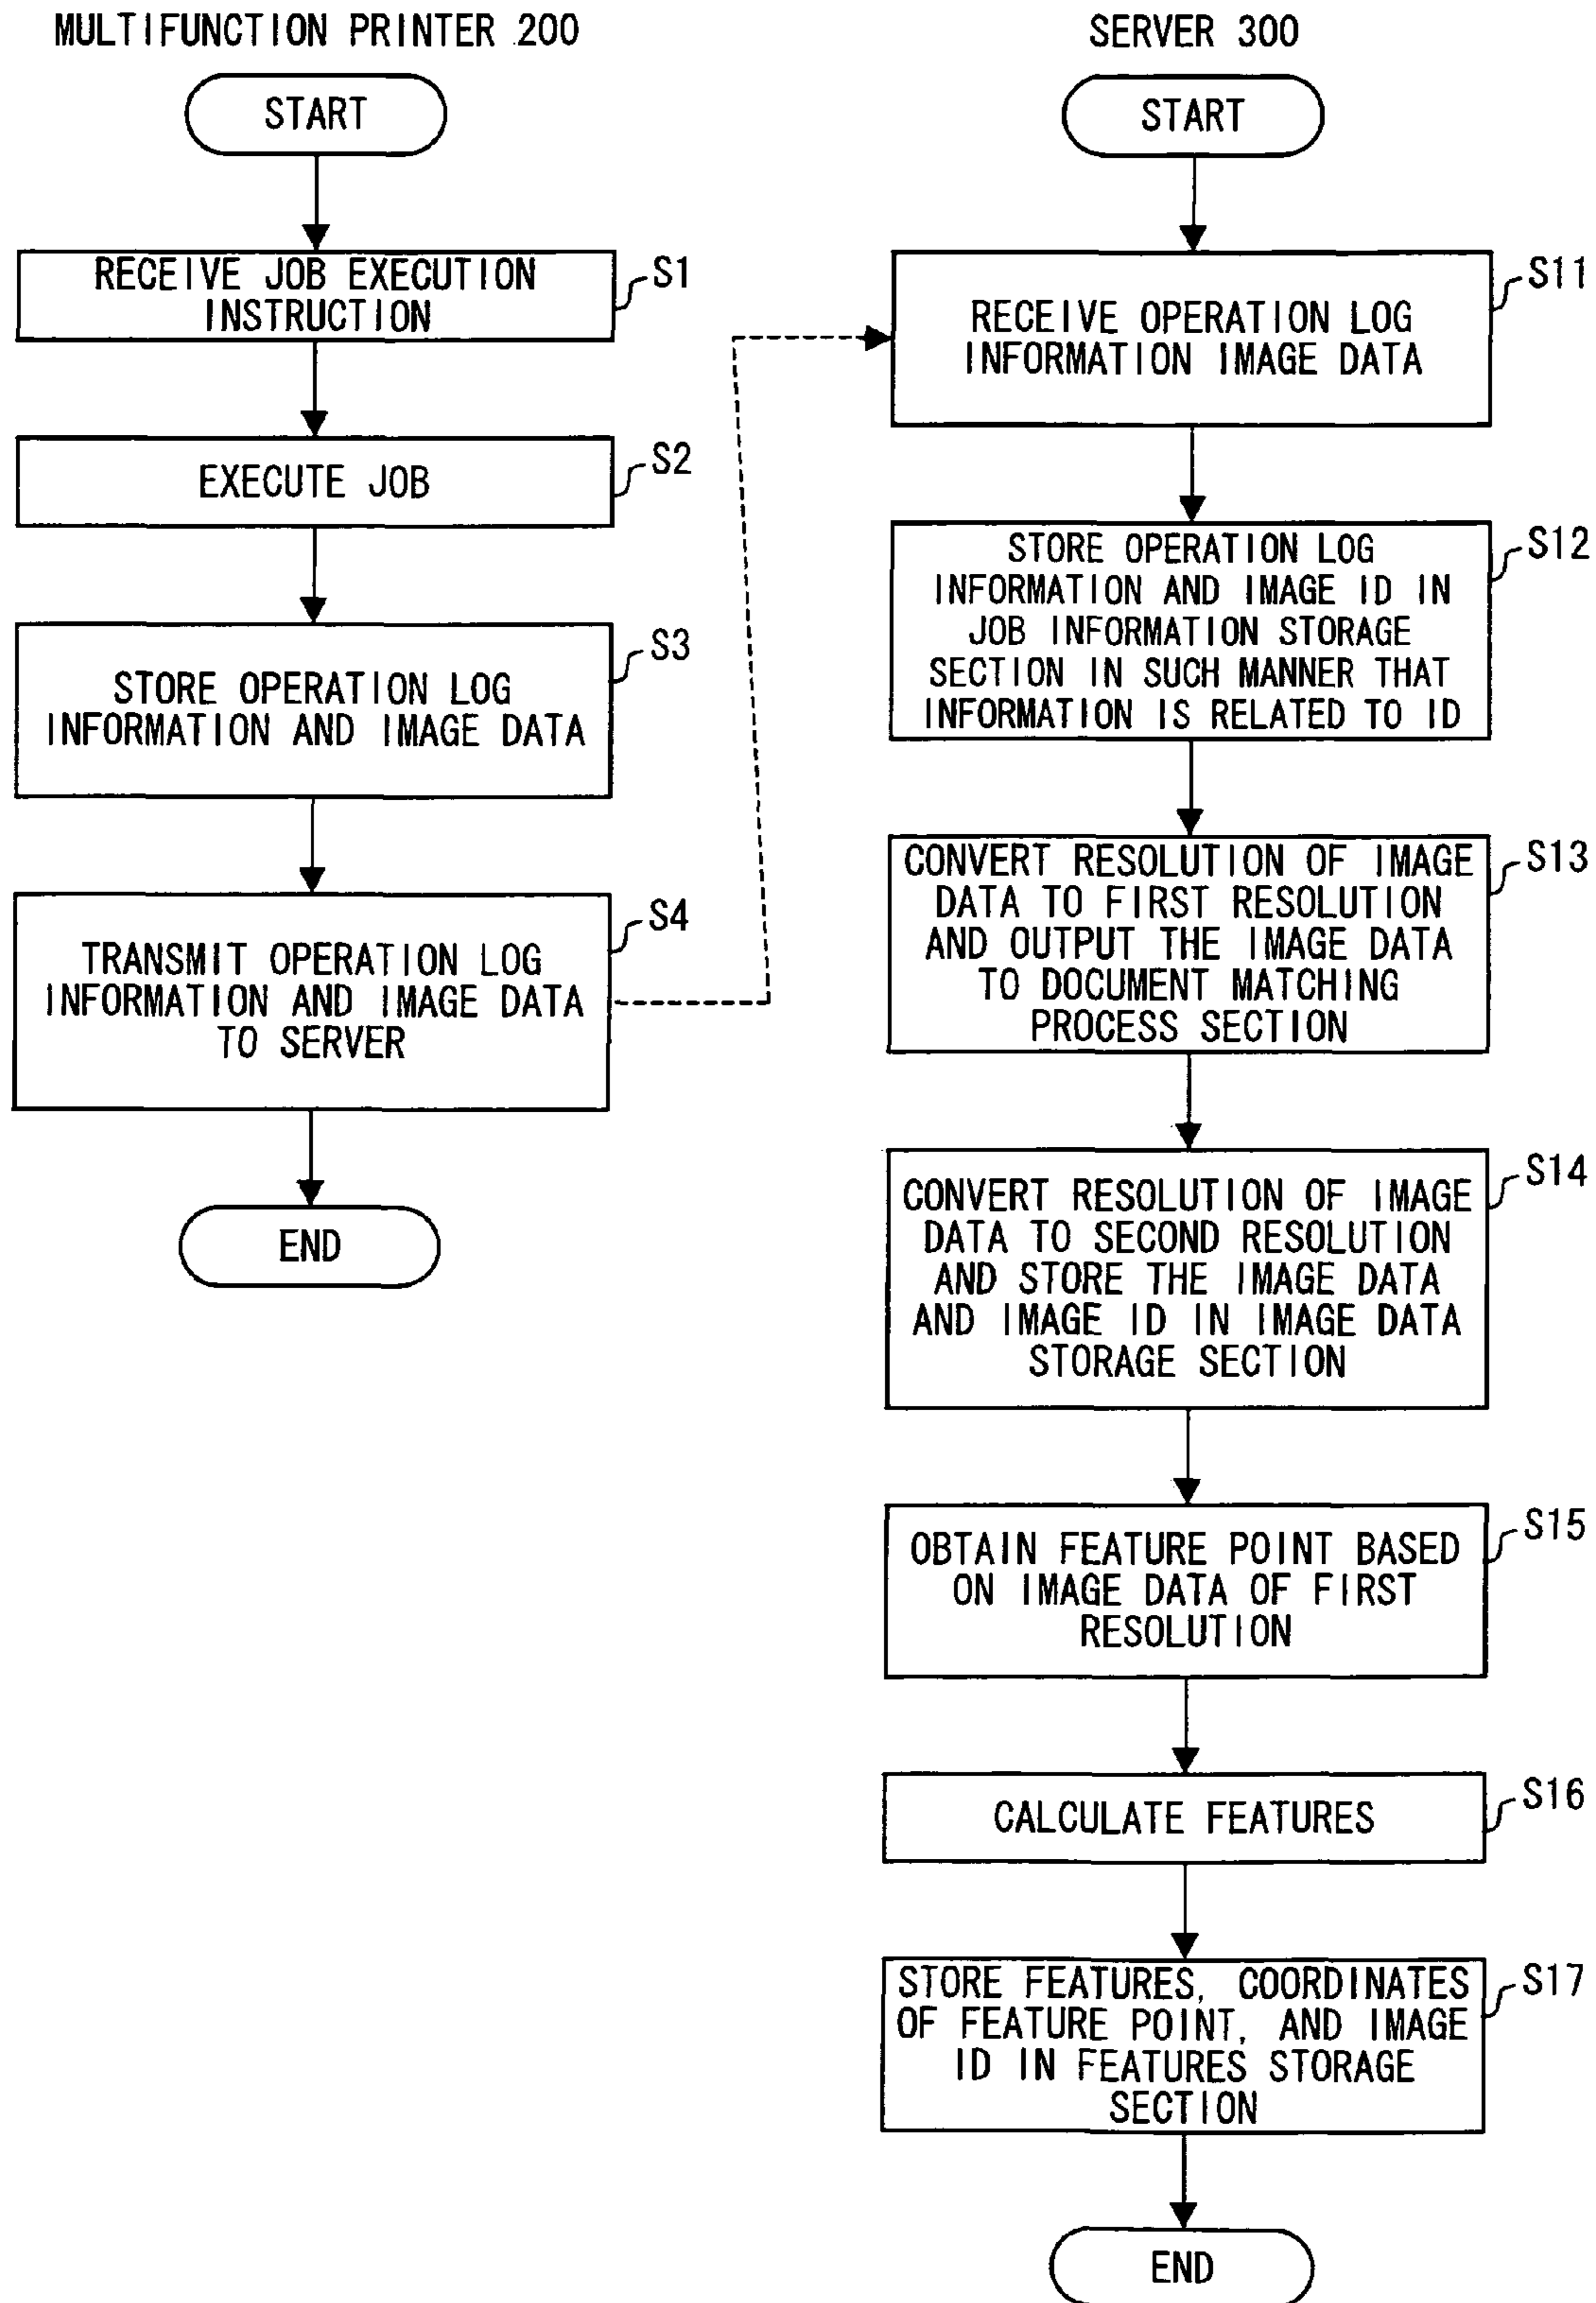 MULTIFUNCTION PRINTER 200
START
RECEIVE JOB EXECUTION
INSTRUCTION
S1
EXECUTE JOB
S2
STORE OPERATION LOG
INFORMATION AND IMAGE DATA
S3
TRANSMIT OPERATION LOG
INFORMATION AND IMAGE DATA
TO SERVER
S4
END
SERVER 300
START
RECEIVE OPERATION LOG
INFORMATION IMAGE DATA
S11
STORE OPERATION LOG
INFORMATION AND IMAGE ID IN
JOB INFORMATION STORAGE
SECTION IN SUCH MANNER THAT
INFORMATION IS RELATED TO ID
S12
CONVERT RESOLUTION OF IMAGE
DATA TO FIRST RESOLUTION
AND OUTPUT THE IMAGE DATA
TO DOCUMENT MATCHING
PROCESS SECTION
S13
CONVERT RESOLUTION OF IMAGE
DATA TO SECOND RESOLUTION
AND STORE THE IMAGE DATA
AND IMAGE ID IN IMAGE DATA
STORAGE SECTION
S14
OBTAIN FEATURE POINT BASED
ON IMAGE DATA OF FIRST
RESOLUTION
S15
CALCULATE FEATURES
S16
STORE FEATURES, COORDINATES
OF FEATURE POINT, AND IMAGE
ID IN FEATURES STORAGE
SECTION
S17
END